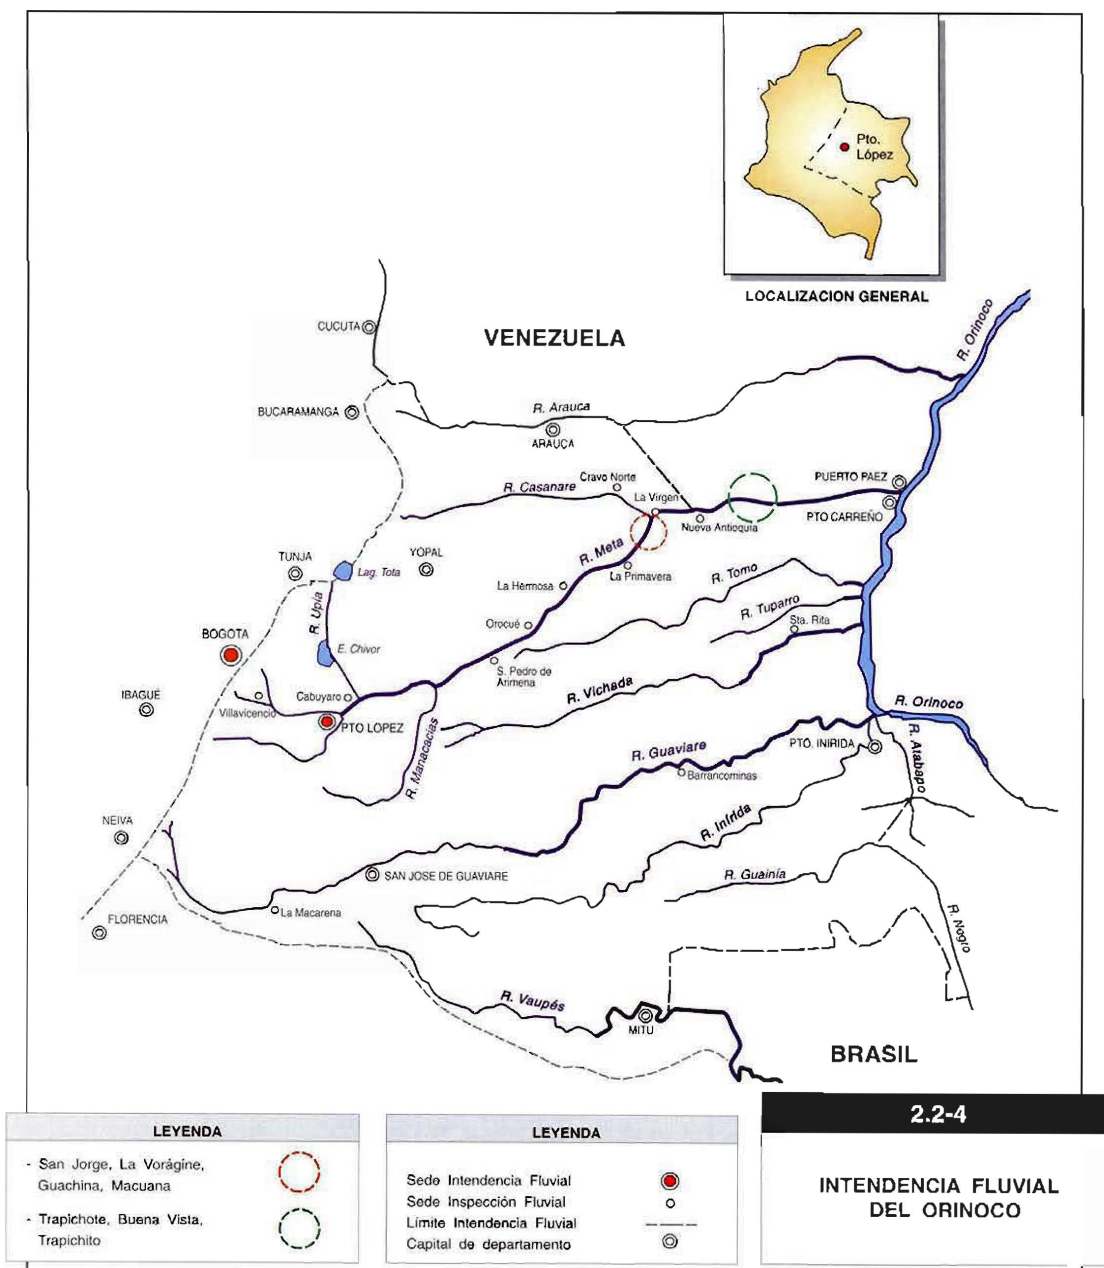 Pto.
López
LOCALIZACION GENERAL
R. Orinoco
CUCUTA
VENEZUELA
BUCARAMANGA
R. Arauca
ARAUCA
Cravo Norte
R. Casanare
La Virgen
PUERTO PAEZ
PTO CARREÑO
Nueva Antioquia
R. Meta
TUNJA
YOPAL
Lag. Tota
La Primavera
La Hermosa
R. Tomo
R. Tuparro
R. Upía
Orocué
Sta. Rita
BOGOTA
E. Chivor
S. Pedro de
Arimena
R. Vichada
IBAGUÉ
Villavicencio
Cabuyaro
R. Orinoco
PTO LOPEZ
R. Manacacias
R. Guaviare
PTO. INIRIDA
R. Atabapo
Barrancominas
NEIVA
R. Inírida
SAN JOSE DE GUAVIARE
R. Guainía
La Macarena
FLORENCIA
R. Negro
R. Vaupés
MITU
BRASIL
LEYENDA
- San Jorge, La Vorágine,
Guachina, Macuana
- Trapichote, Buena Vista,
Trapichito
LEYENDA
Sede Intendencia Fluvial
Sede Inspección Fluvial
Límite Intendencia Fluvial
Capital de departamento
2.2-4
INTENDENCIA FLUVIAL
DEL ORINOCO